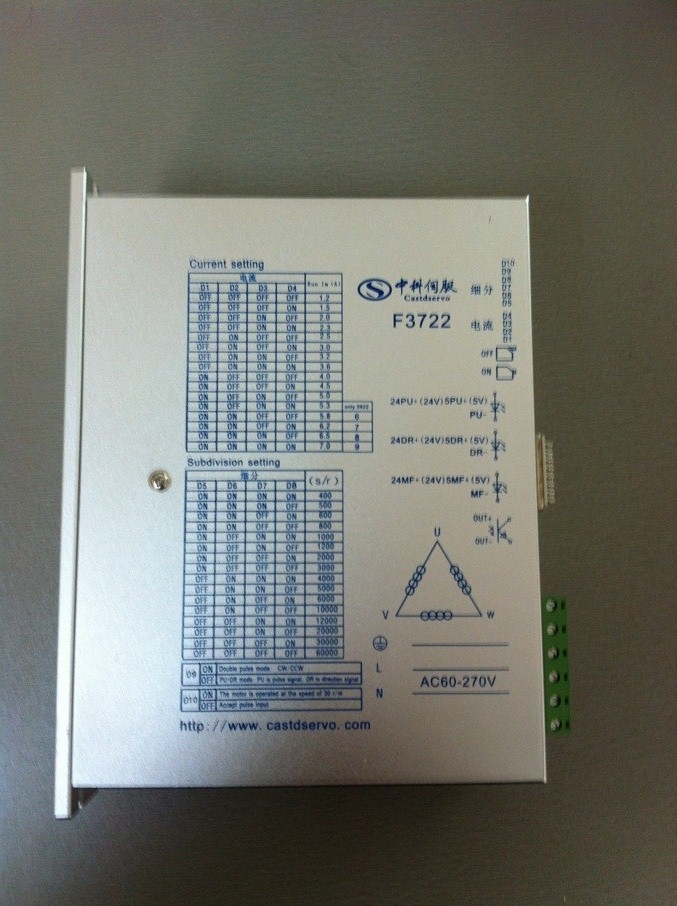 Current setting
电流
D1 D2 D3 D4 Run (A)
OFF OFF OFF OFF 1.2
OFF OFF OFF ON 1.5
OFF OFF ON OFF 2.0
OFF OFF ON ON 2.3
OFF ON OFF OFF 2.5
OFF ON OFF ON 3.0
OFF ON ON OFF 3.2
OFF ON ON ON 3.6
ON OFF OFF OFF 4.0
ON OFF OFF ON 4.5
ON OFF ON OFF 5.0
ON OFF ON ON 5.3 only 3822
ON ON OFF OFF 5.8 6
ON ON OFF ON 6.2 7
ON ON ON OFF 6.5 8
ON ON ON ON 7.0 9
Subdivision setting
细分
D5 D6 D7 D8 (s/r)
ON ON ON ON 400
ON ON ON OFF 500
ON ON OFF ON 600
ON ON OFF OFF 800
ON OFF ON ON 1000
ON OFF ON OFF 1200
ON OFF OFF ON 2000
ON OFF OFF OFF 3000
OFF ON ON ON 4000
OFF ON ON OFF 5000
OFF ON OFF ON 6000
OFF ON OFF OFF 10000
OFF OFF ON ON 12000
OFF OFF ON OFF 20000
OFF OFF OFF ON 30000
OFF OFF OFF OFF 60000
D9 ON Double pulse mode CW/CCW
OFF PU+DR mode PU is pulse signal, DR is direction signal
D10 ON The motor is operated at the speed of 30 r/m
OFF Accept pulse input
http://www.castdservo.com
中科伺服
Castdservo
F3722
细分
D10
D9
D8
D7
D6
D5
电流
D4
D3
D2
D1
OFF
ON
24PU+(24V)5PU+(5V)
PU-
24DR+(24V)5DR+(5V)
DR-
24MF+(24V)5MF+(5V)
MF-
OUT+
OUT-
U
V
W
L
AC60-270V
N